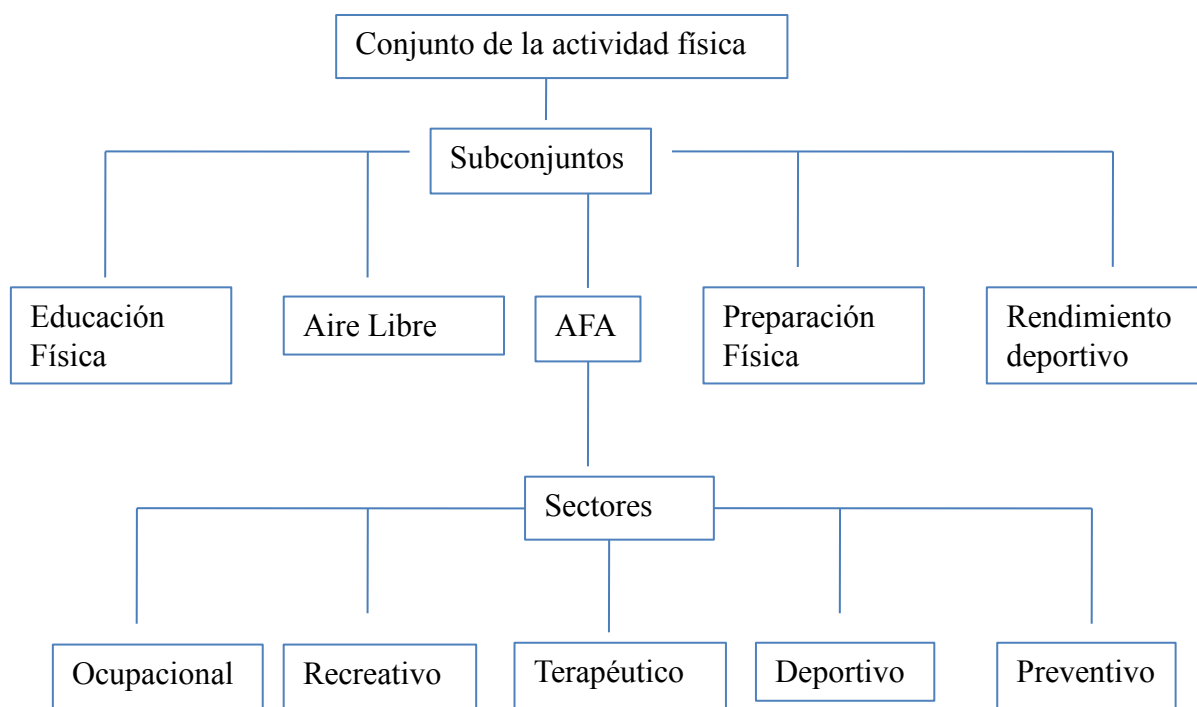 Conjunto de la actividad física
Subconjuntos
Educación
Física
Aire Libre
AFA
Preparación
Física
Rendimiento
deportivo
Sectores
Ocupacional
Recreativo
Terapéutico
Deportivo
Preventivo